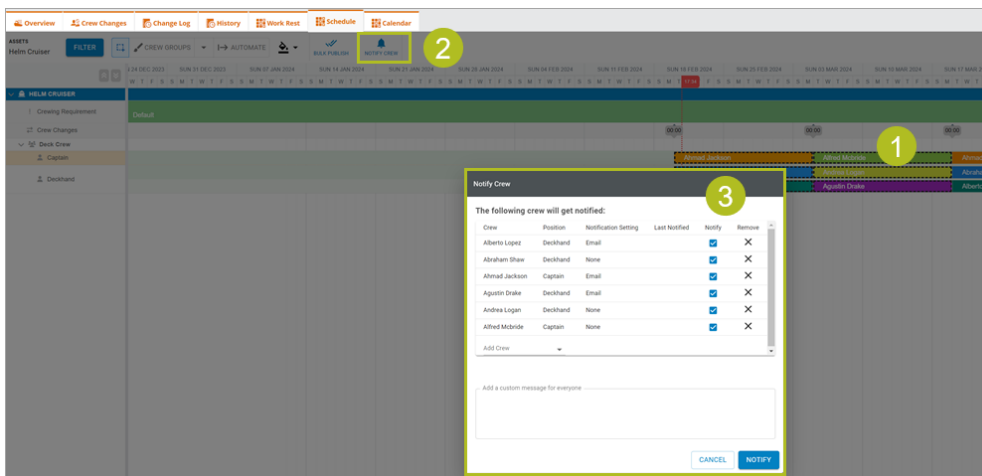 Overview Crew Changes Change Log History Work Rest Schedule Calendar
ASSETS
Helm Cruiser FILTER CREW GROUPS AUTOMATE BULK PUBLISH NOTIFY CREW 2
24 DEC 2023 SUN 31 DEC 2023 SUN 07 JAN 2024 SUN 14 JAN 2024 SUN 21 JAN 2024 SUN 28 JAN 2024 SUN 04 FEB 2024 SUN 11 FEB 2024 SUN 18 FEB 2024 SUN 25 FEB 2024 SUN 03 MAR 2024 SUN 10 MAR 2024 SUN 17 MAR 2
HELM CRUISER
Crewing Requirement Default
Crew Changes 00:00 00:00 00:00
Deck Crew 1
Captain Ahmad Jackson Alfred Mcbride Ahmad
Andrea Logan Abraha
Deckhand Agustin Drake Alberto
Notify Crew 3
The following crew will get notified:
Crew Position Notification Setting Last Notified Notify Remove
Alberto Lopez Deckhand Email
Abraham Shaw Deckhand None
Ahmad Jackson Captain Email
Agustin Drake Deckhand Email
Andrea Logan Deckhand None
Alfred Mcbride Captain None
Add Crew
Add a custom message for everyone
CANCEL NOTIFY